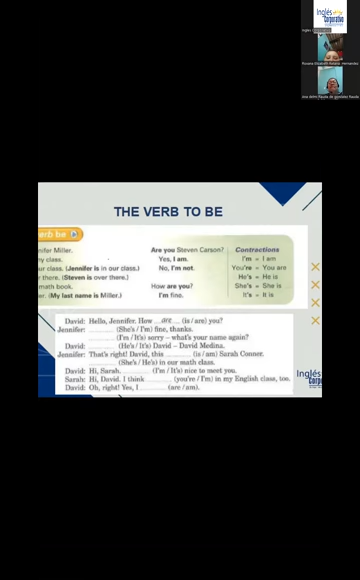 Inglés
Corporativo
THE VERB TO BE
erb be
nifer Miller.
my class.
ur class. (Jennifer is in our class.)
r there. (Steven is over there.)
math book.
er. (My last name is Miller.)
Are you Steven Carson?
Yes, I am.
No, I'm not.
How are you?
I'm fine.
Contractions
I'm = I am
You're = You are
He's = He is
She's = She is
It's = It is
David: Hello, Jennifer. How ... are ... (is / are) you?
Jennifer: ............ (She's / I'm) fine, thanks.
............ (I'm / It's) sorry – what's your name again?
David: ............ (He's / It's) David – David Medina.
Jennifer: That's right! David, this ............ (is / am) Sarah Conner.
............ (She's / He's) in our math class.
David: Hi, Sarah. ............ (I'm / It's) nice to meet you.
Sarah: Hi, David. I think ............ (you're / I'm) in my English class, too.
David: Oh, right! Yes, I ............ (are / am).
Inglés
Corpo